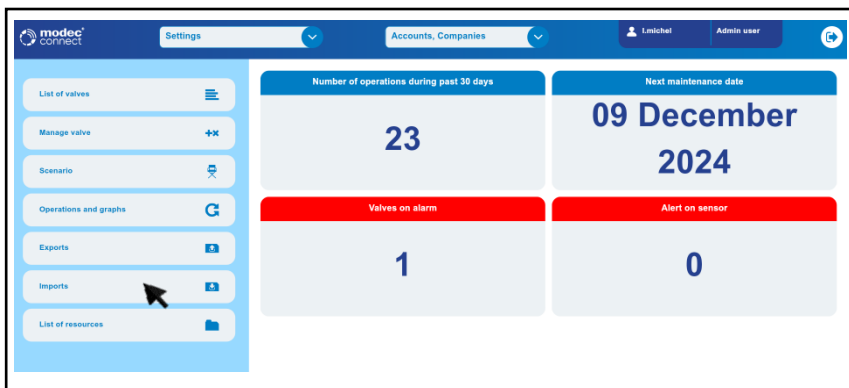 modec
connect
Settings
Accounts, Companies
l.michel
Admin user
List of valves
Manage valve
Scenario
Operations and graphs
Exports
Imports
List of resources
Number of operations during past 30 days
23
Next maintenance date
09 December
2024
Valves on alarm
1
Alert on sensor
0